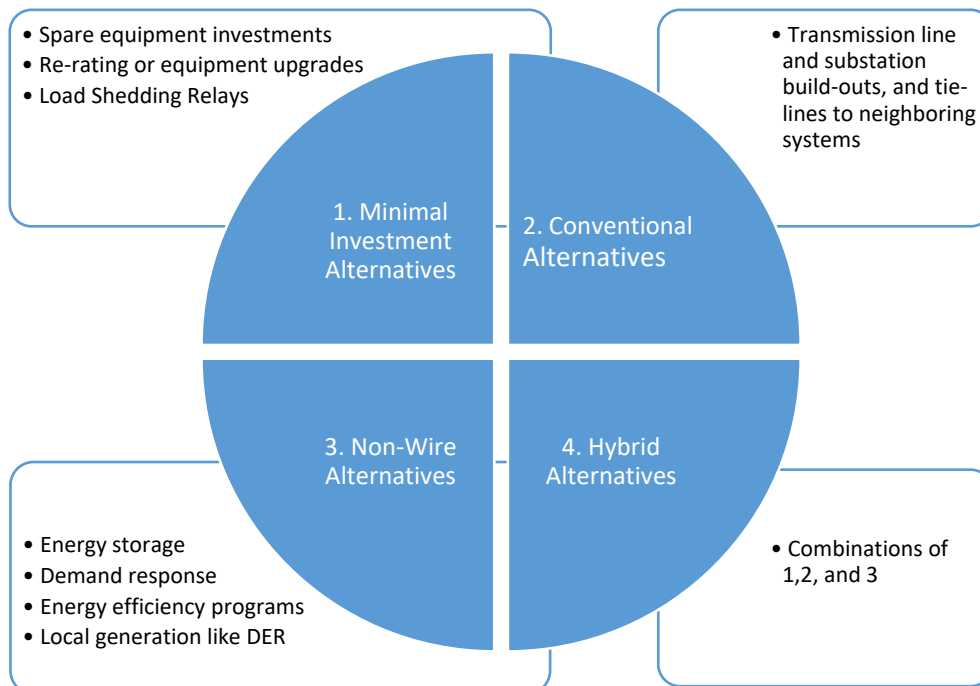 • Spare equipment investments
• Re-rating or equipment upgrades
• Load Shedding Relays
• Transmission line
and substation
build-outs, and tie-
lines to neighboring
systems
1. Minimal
Investment
Alternatives
2. Conventional
Alternatives
3. Non-Wire
Alternatives
4. Hybrid
Alternatives
• Energy storage
• Demand response
• Energy efficiency programs
• Local generation like DER
• Combinations of
1,2, and 3